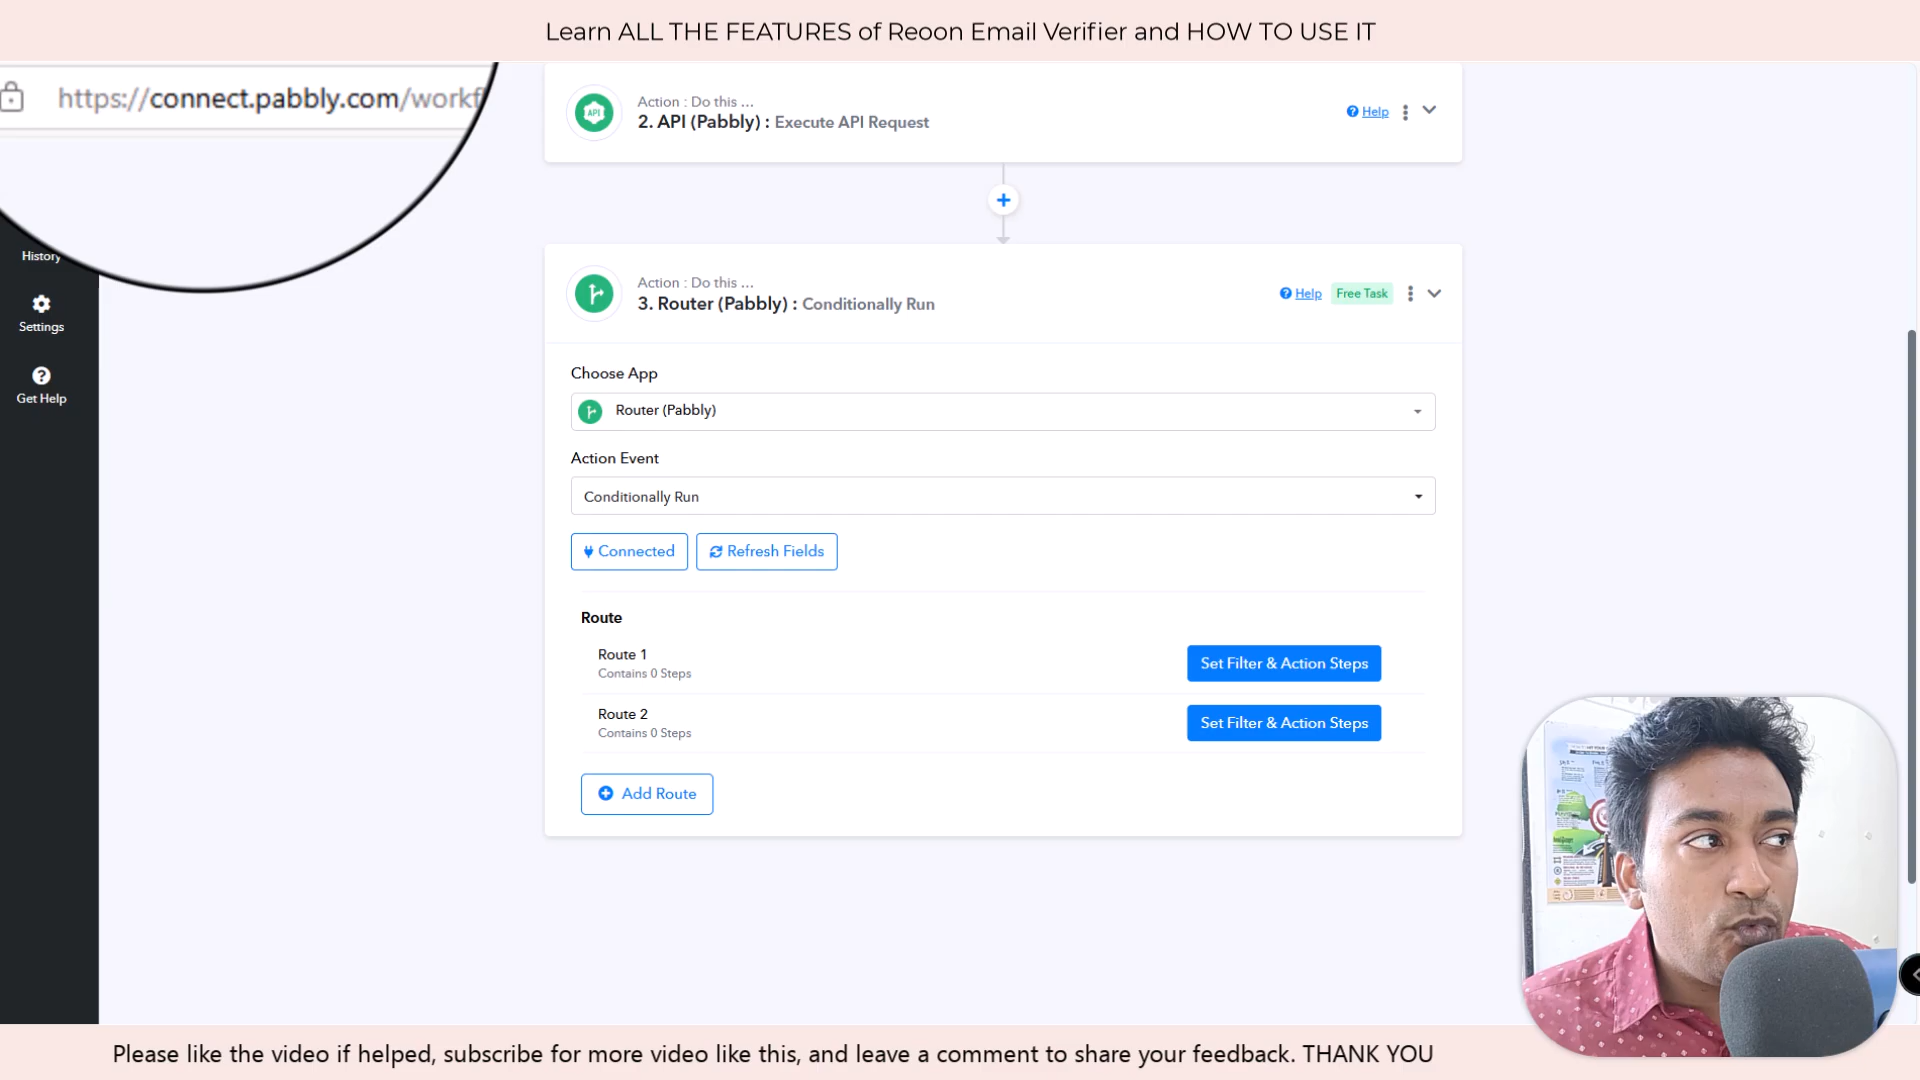 Learn ALL THE FEATURES of Reoon Email Verifier and HOW TO USE IT
https://connect.pabbly.com/workf
Action : Do this ...
API
2. API (Pabbly) : Execute API Request
Help
History
Action : Do this ...
3. Router (Pabbly) : Conditionally Run
Help
Free Task
Settings
Get Help
Choose App
Router (Pabbly)
Action Event
Conditionally Run
Connected
Refresh Fields
Route
Route 1
Contains 0 Steps
Set Filter & Action Steps
Route 2
Contains 0 Steps
Set Filter & Action Steps
Add Route
Please like the video if helped, subscribe for more video like this, and leave a comment to share your feedback. THANK YOU